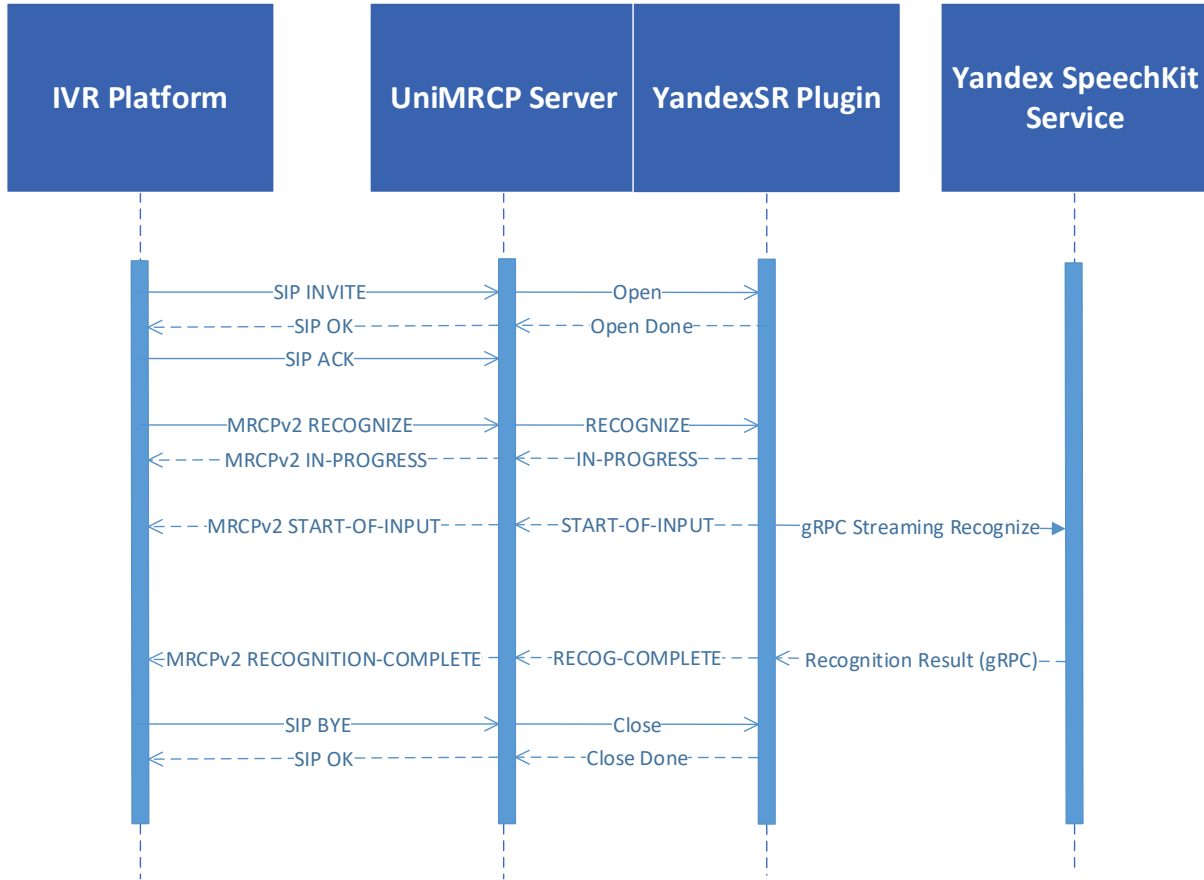 IVR Platform
UniMRCP Server
YandexSR Plugin
Yandex SpeechKit
Service
SIP INVITE
Open
SIP OK
Open Done
SIP ACK
MRCPv2 RECOGNIZE
RECOGNIZE
MRCPv2 IN-PROGRESS
IN-PROGRESS
MRCPv2 START-OF-INPUT
START-OF-INPUT
gRPC Streaming Recognize
MRCPv2 RECOGNITION-COMPLETE
RECOG-COMPLETE
Recognition Result (gRPC)
SIP BYE
Close
SIP OK
Close Done